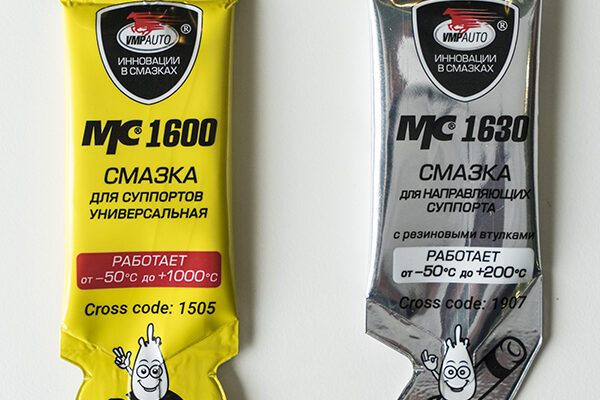 VMPAUTO
ИННОВАЦИИ
В СМАЗКАХ
МС® 1600
СМАЗКА
ДЛЯ СУППОРТОВ
УНИВЕРСАЛЬНАЯ
РАБОТАЕТ
от -50°С до +1000°С
Cross code: 1505
VMPAUTO
ИННОВАЦИИ
В СМАЗКАХ
МС® 1630
СМАЗКА
ДЛЯ НАПРАВЛЯЮЩИХ
СУППОРТА
с резиновыми втулками
РАБОТАЕТ
от -50°С до +200°С
Cross code: 1907